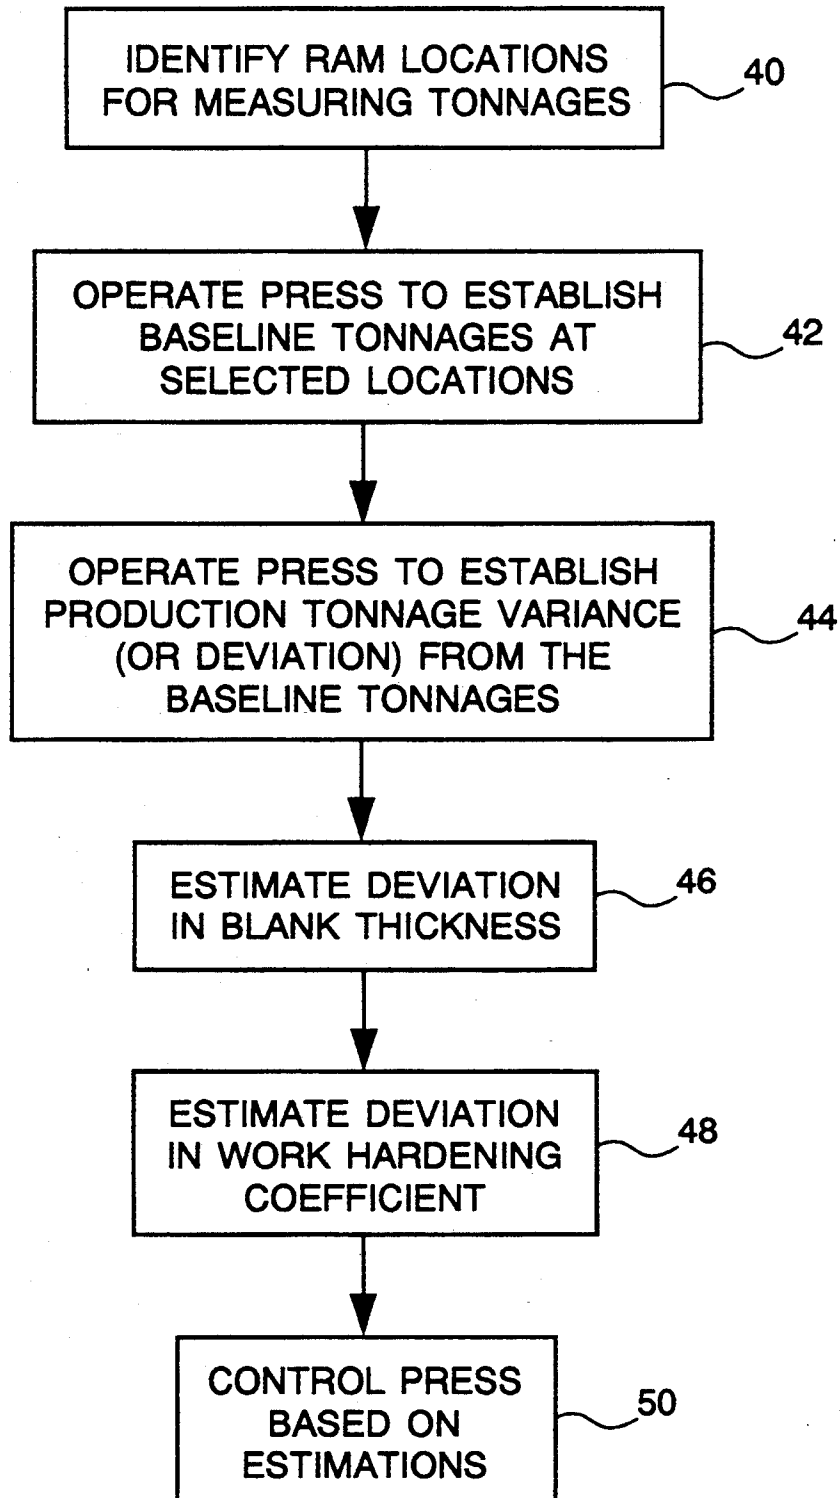 IDENTIFY RAM LOCATIONS
FOR MEASURING TONNAGES
40
OPERATE PRESS TO ESTABLISH
BASELINE TONNAGES AT
SELECTED LOCATIONS
42
OPERATE PRESS TO ESTABLISH
PRODUCTION TONNAGE VARIANCE
(OR DEVIATION) FROM THE
BASELINE TONNAGES
44
ESTIMATE DEVIATION
IN BLANK THICKNESS
46
ESTIMATE DEVIATION
IN WORK HARDENING
COEFFICIENT
48
CONTROL PRESS
BASED ON
ESTIMATIONS
50